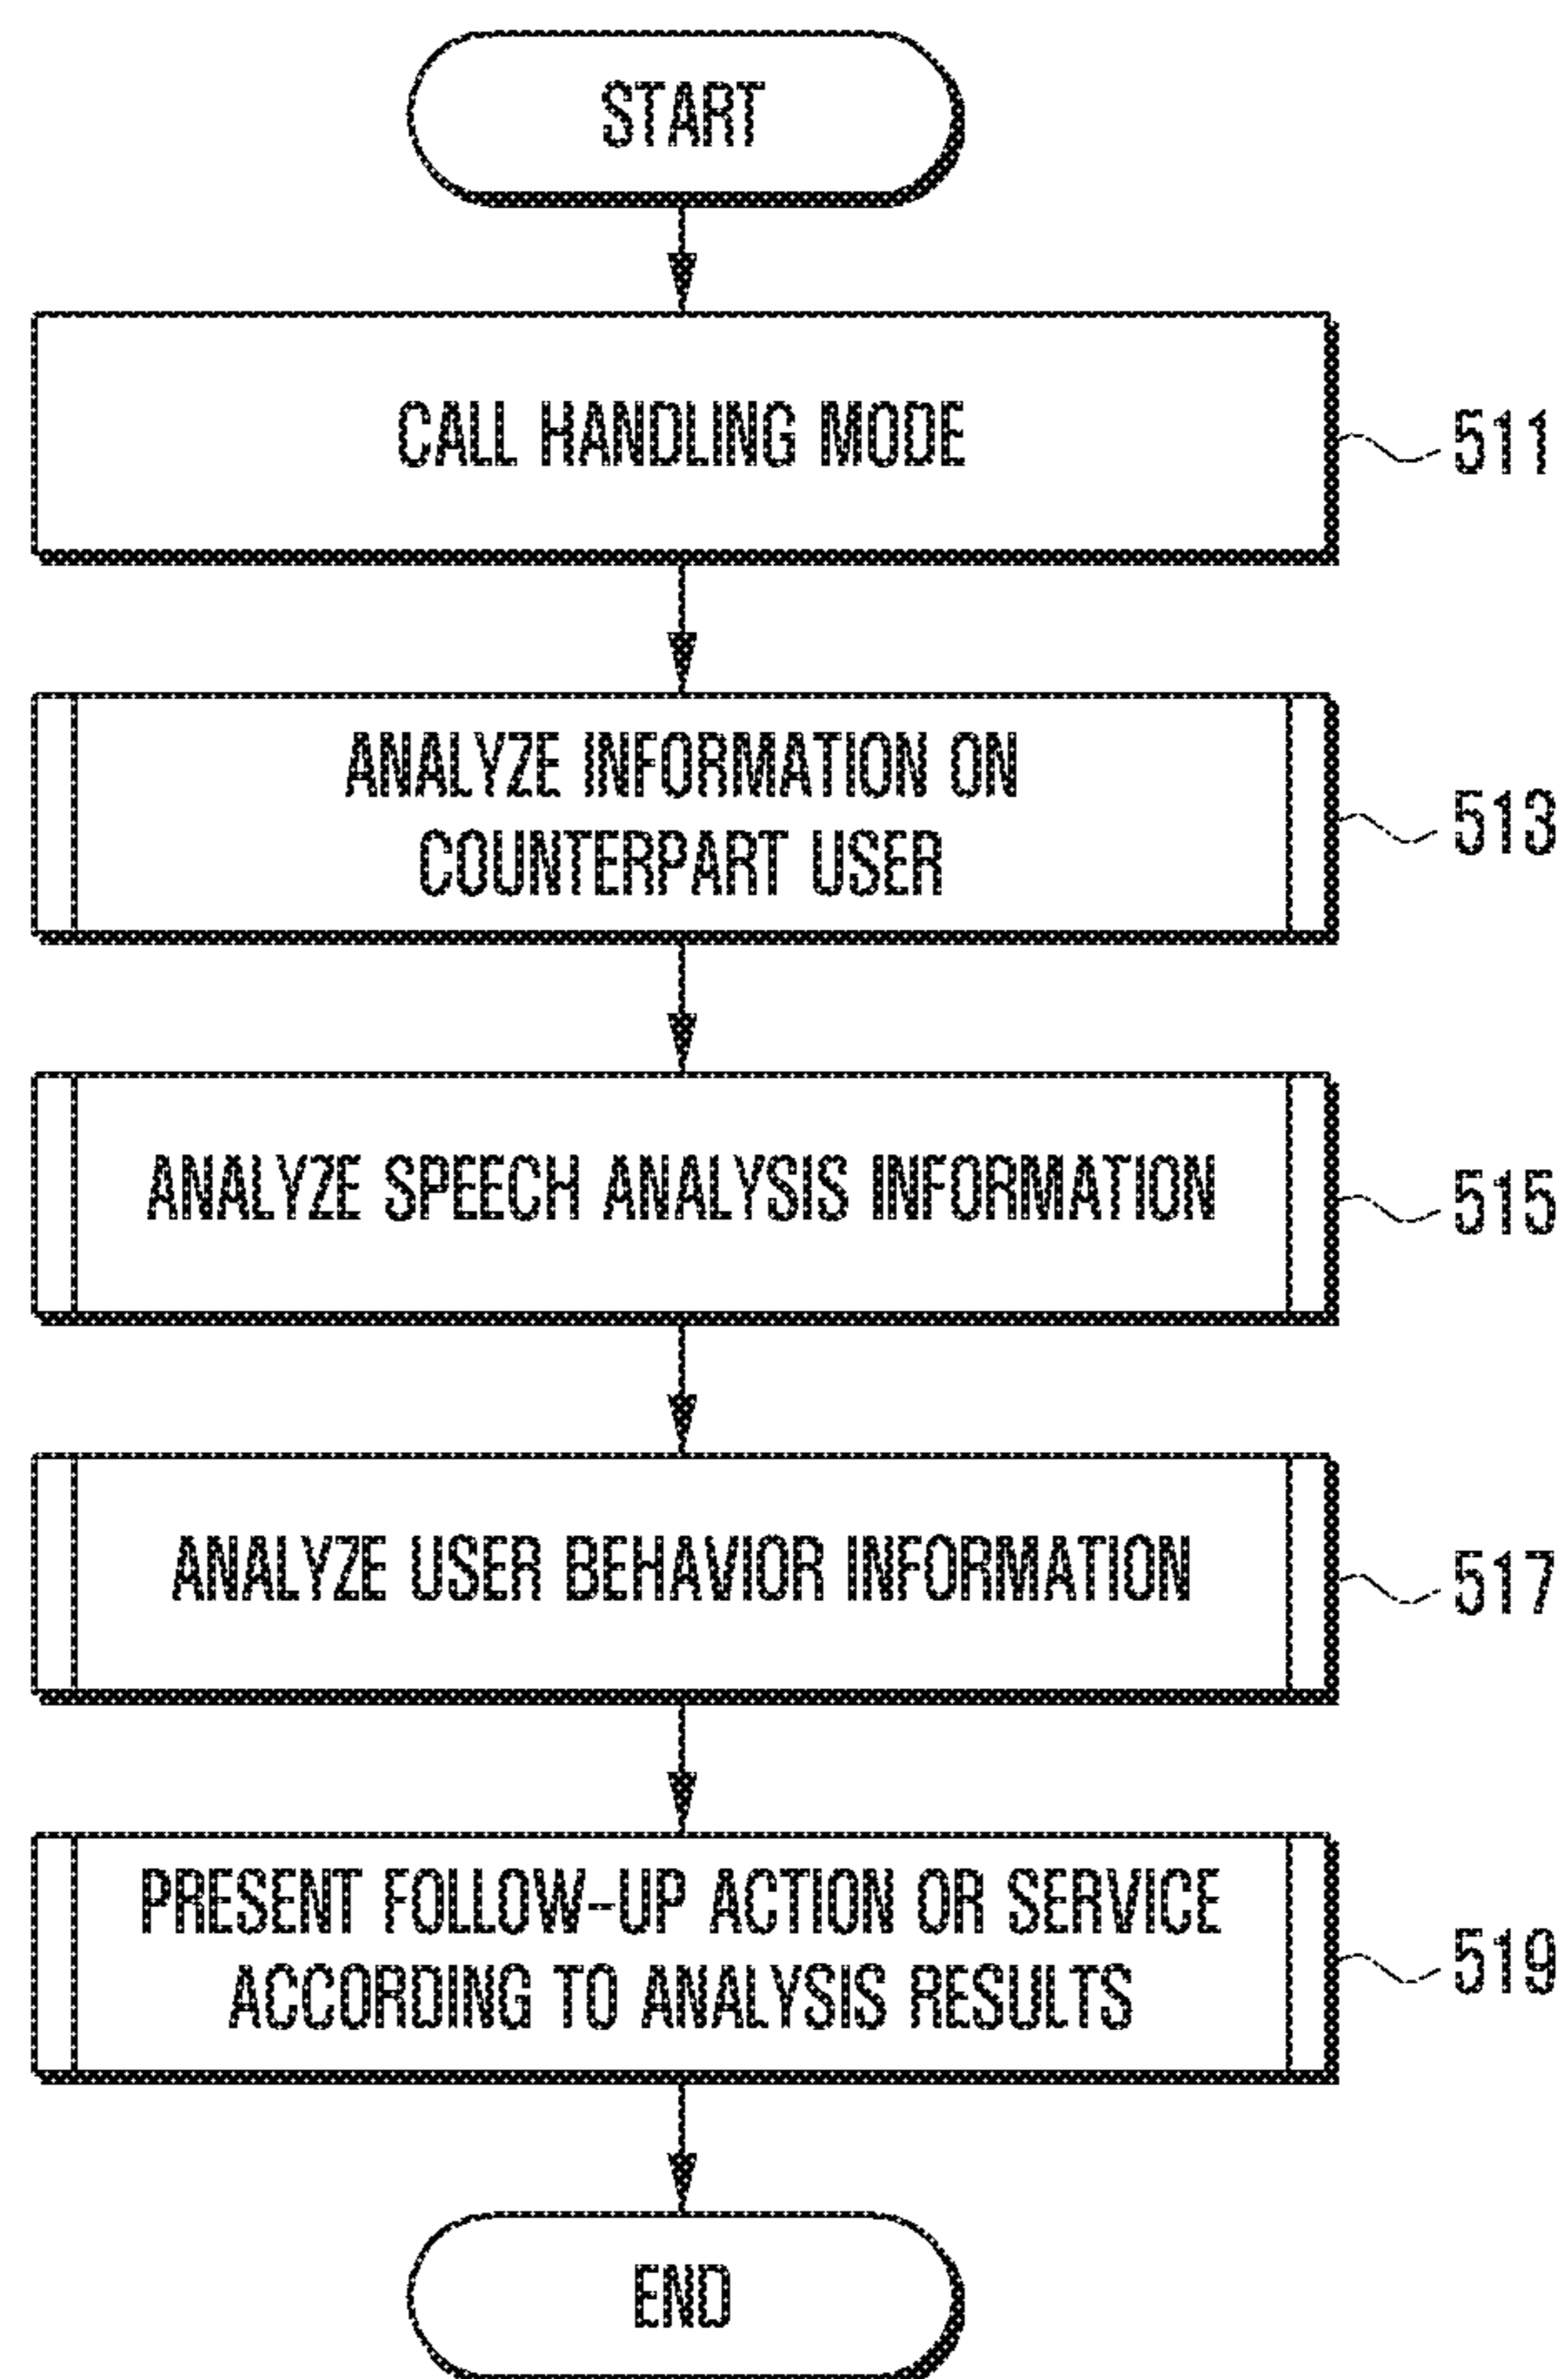 START
CALL HANDLING MODE
511
ANALYZE INFORMATION ON
COUNTERPART USER
513
ANALYZE SPEECH ANALYSIS INFORMATION
515
ANALYZE USER BEHAVIOR INFORMATION
517
PRESENT FOLLOW-UP ACTION OR SERVICE
ACCORDING TO ANALYSIS RESULTS
519
END